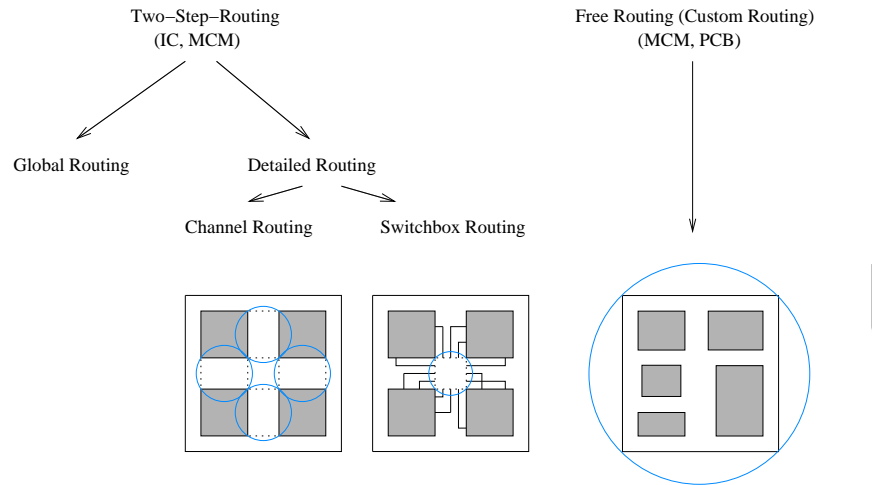 Two−Step−Routing
(IC, MCM)
Free Routing (Custom Routing)
(MCM, PCB)
Global Routing
Detailed Routing
Channel Routing
Switchbox Routing